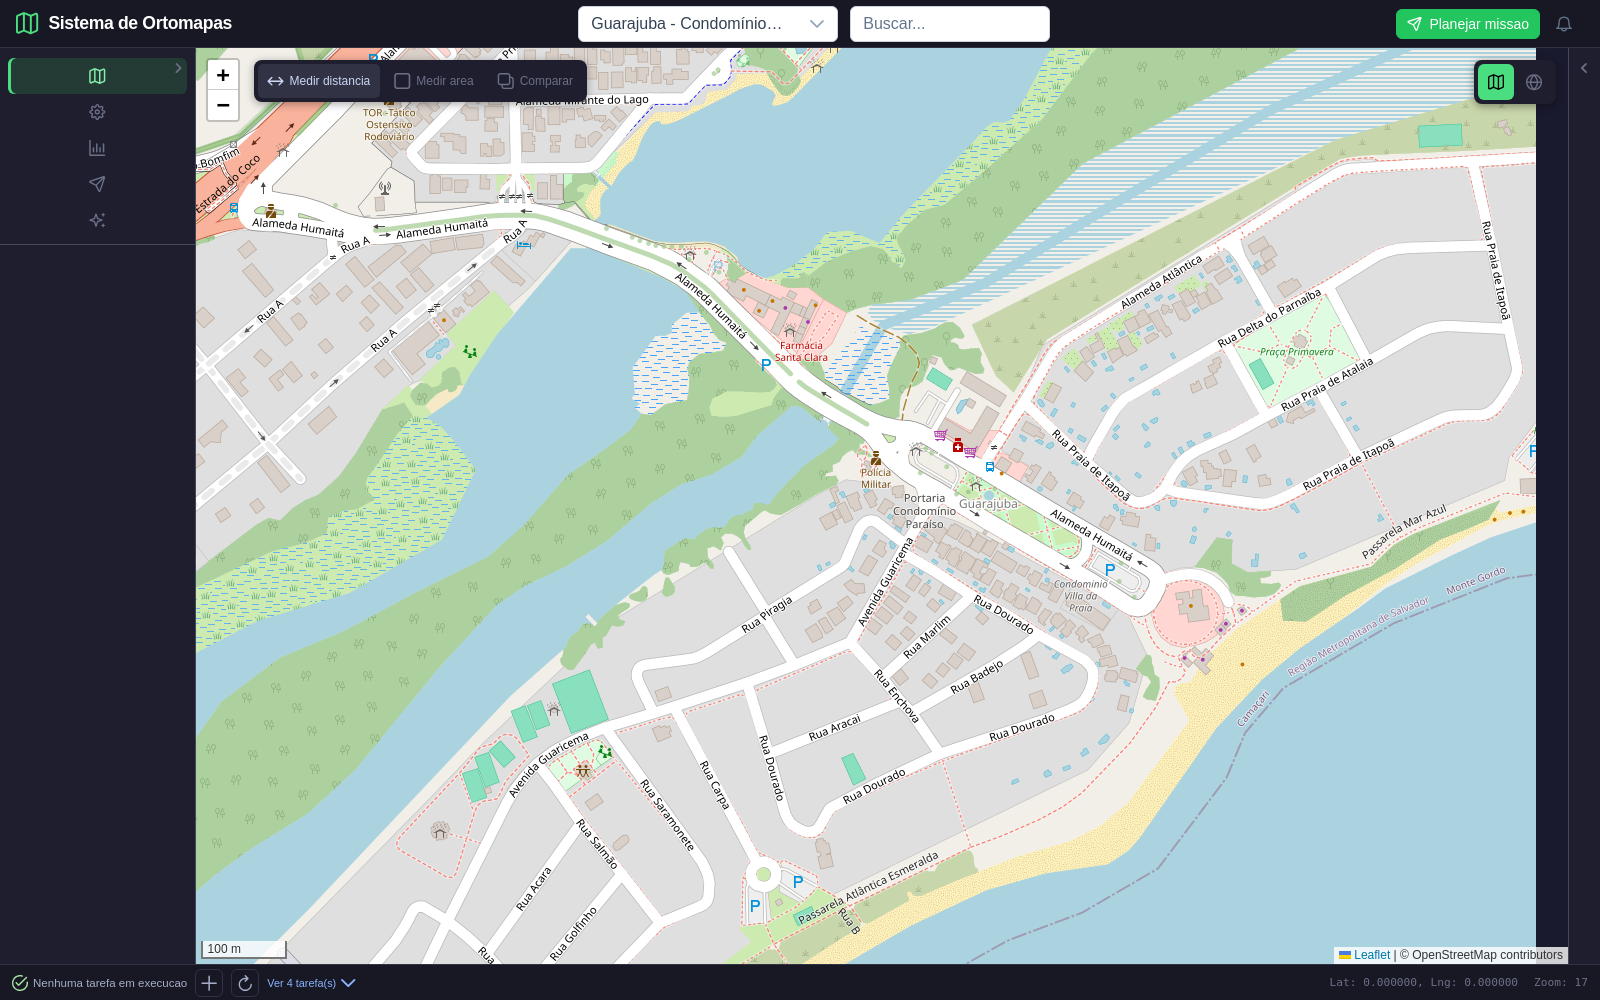 Sistema de Ortomapas
Guarajuba - Condomínio…
Buscar...
Planejar missao
+
−
Medir distancia
Medir area
Comparar
Alameda Mirante do Lago
TOR -Tático
Ostensivo
Rodoviário
Bomfim
Estrada do Coco
Alameda Humaitá
Alameda Humaitá
Rua A
Rua A
Rua A
Rua A
Alameda Humaitá
Farmácia
Santa Clara
Alameda Atlântica
Rua Praia de Itapoã
Rua Delta do Parnaíba
Praça Primavera
Rua Praia de Atalaia
Rua Praia de Itapoã
Rua Praia de Itapoã
Polícia
Militar
Portaria
Condomínio
Paraíso
Guarajuba
Alameda Humaitá
Passarela Mar Azul
Condominio
Villa da
Praia
Monte Gordo
Região Metropolitana de Salvador
Camaçari
Avenida Guaricema
Rua Piragia
Rua Dourado
Rua Marlim
Rua Badejo
Rua Enchova
Rua Aracai
Rua Dourado
Rua Dourado
Rua Dourado
Avenida Guaricema
Rua Carpa
Rua Saramonete
Rua Salmão
Rua Acara
Rua Golfinho
Rua
Passarela Atlântica Esmeralda
Rua B
100 m
Leaflet | © OpenStreetMap contributors
Nenhuma tarefa em execucao
Ver 4 tarefa(s)
Lat: 0.000000, Lng: 0.000000
Zoom: 17